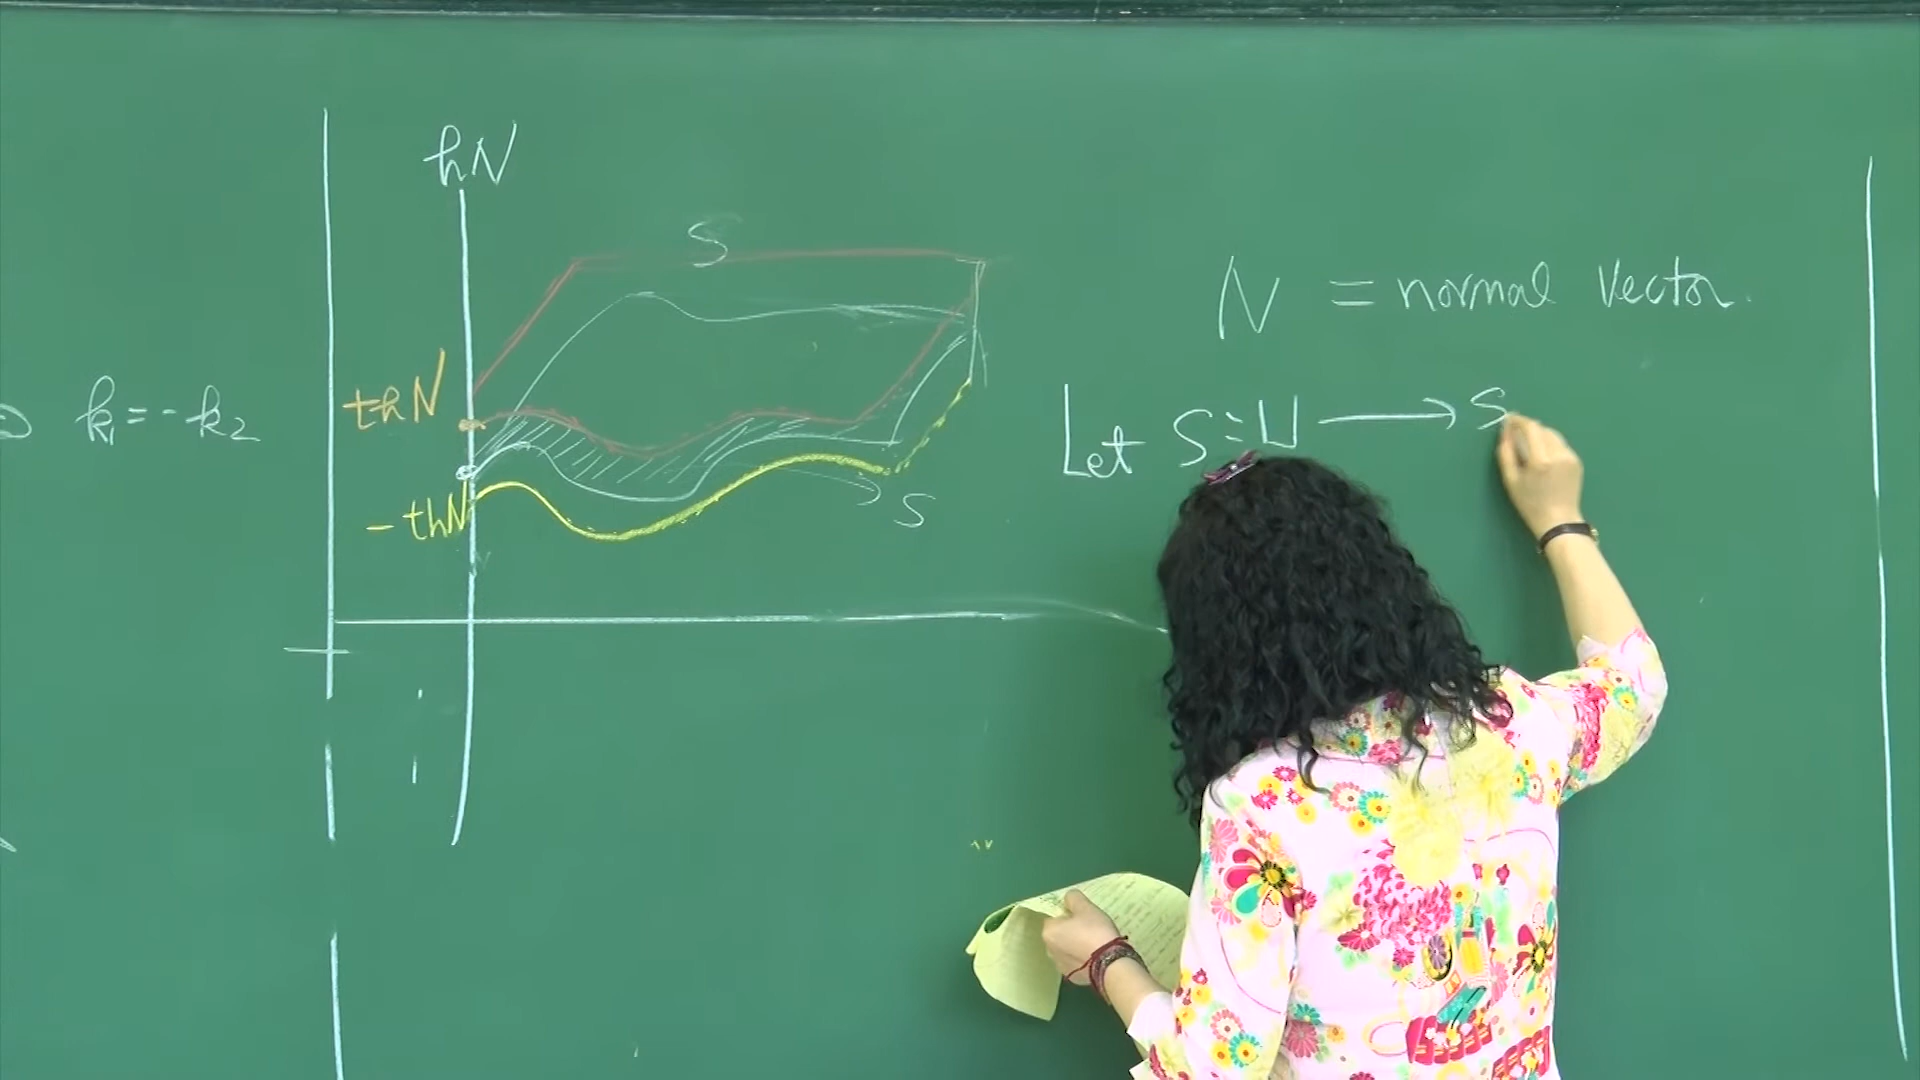 k₁ = -k₂
hN
S
thN
-thN
S
N = normal vector.
Let S : U ⟶ S